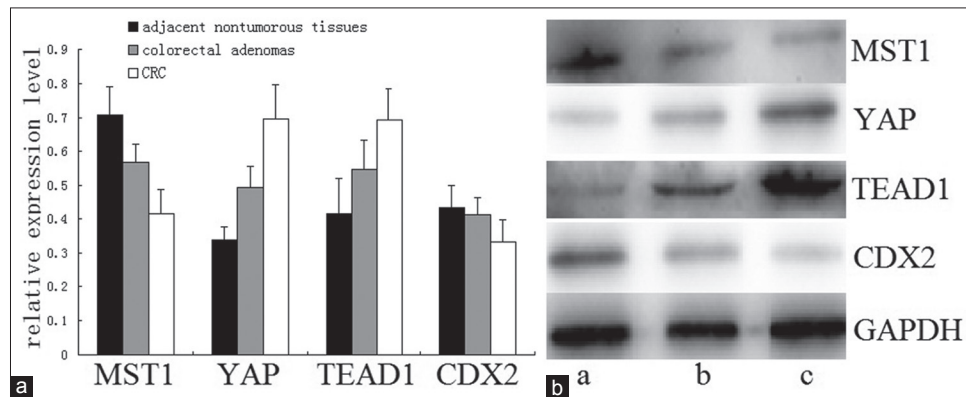 adjacent nontumorous tissues
colorectal adenomas
CRC
relative expression level
0.9
0.8
0.7
0.6
0.5
0.4
0.3
0.2
0.1
0
MST1 YAP TEAD1 CDX2
a
MST1
YAP
TEAD1
CDX2
GAPDH
a b c
b